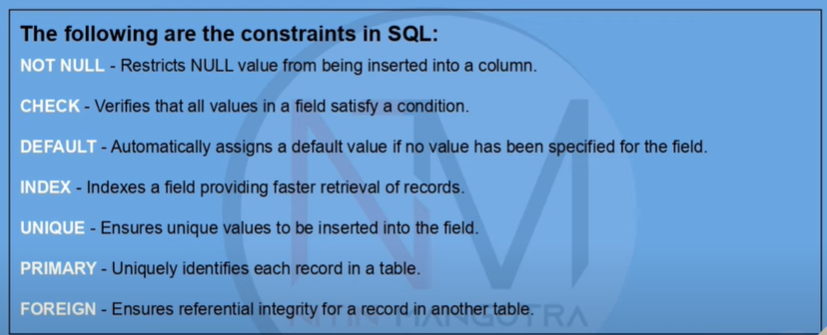 The following are the constraints in SQL:
NOT NULL - Restricts NULL value from being inserted into a column.
CHECK - Verifies that all values in a field satisfy a condition.
DEFAULT - Automatically assigns a default value if no value has been specified for the field.
INDEX - Indexes a field providing faster retrieval of records.
UNIQUE - Ensures unique values to be inserted into the field.
PRIMARY - Uniquely identifies each record in a table.
FOREIGN - Ensures referential integrity for a record in another table.
NITIN MANGOTRA